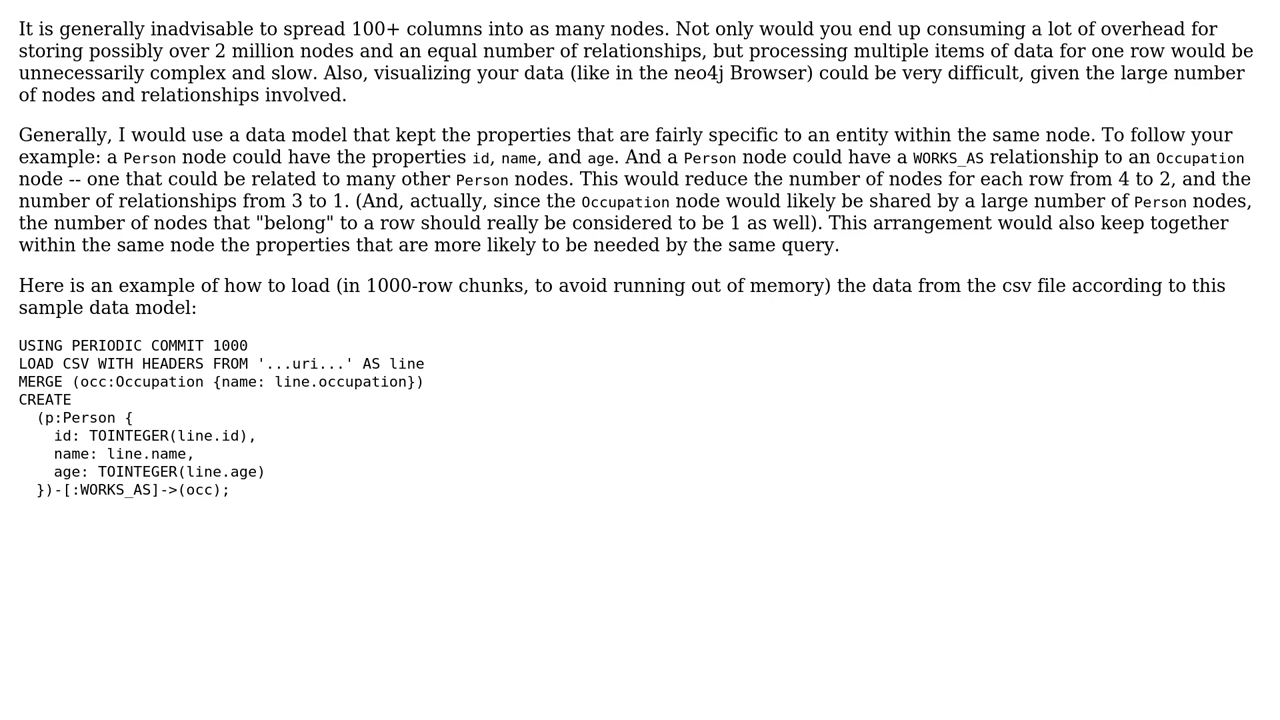 It is generally inadvisable to spread 100+ columns into as many nodes. Not only would you end up consuming a lot of overhead for
storing possibly over 2 million nodes and an equal number of relationships, but processing multiple items of data for one row would be
unnecessarily complex and slow. Also, visualizing your data (like in the neo4j Browser) could be very difficult, given the large number
of nodes and relationships involved.
Generally, I would use a data model that kept the properties that are fairly specific to an entity within the same node. To follow your
example: a Person node could have the properties id, name, and age. And a Person node could have a WORKS_AS relationship to an Occupation
node -- one that could be related to many other Person nodes. This would reduce the number of nodes for each row from 4 to 2, and the
number of relationships from 3 to 1. (And, actually, since the Occupation node would likely be shared by a large number of Person nodes,
the number of nodes that "belong" to a row should really be considered to be 1 as well). This arrangement would also keep together
within the same node the properties that are more likely to be needed by the same query.
Here is an example of how to load (in 1000-row chunks, to avoid running out of memory) the data from the csv file according to this
sample data model:
USING PERIODIC COMMIT 1000
LOAD CSV WITH HEADERS FROM '...uri...' AS line
MERGE (occ:Occupation {name: line.occupation})
CREATE
  (p:Person {
    id: TOINTEGER(line.id),
    name: line.name,
    age: TOINTEGER(line.age)
  })-[:WORKS_AS]->(occ);